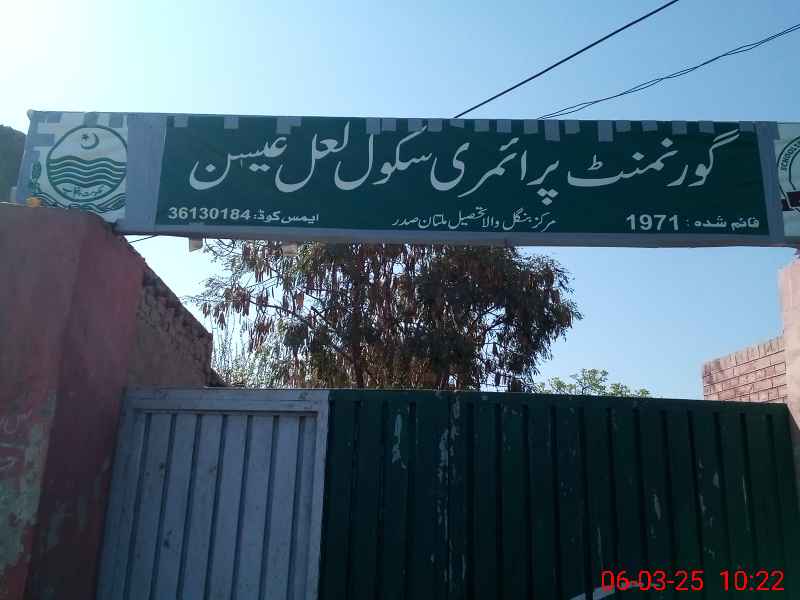 گورنمنٹ پرائمری سکول لعل عیسن
قائم شدہ : 1971
مرکز بنگل والا تحصیل ملتان صدر
ایمس کوڈ: 36130184
06-03-25 10:22